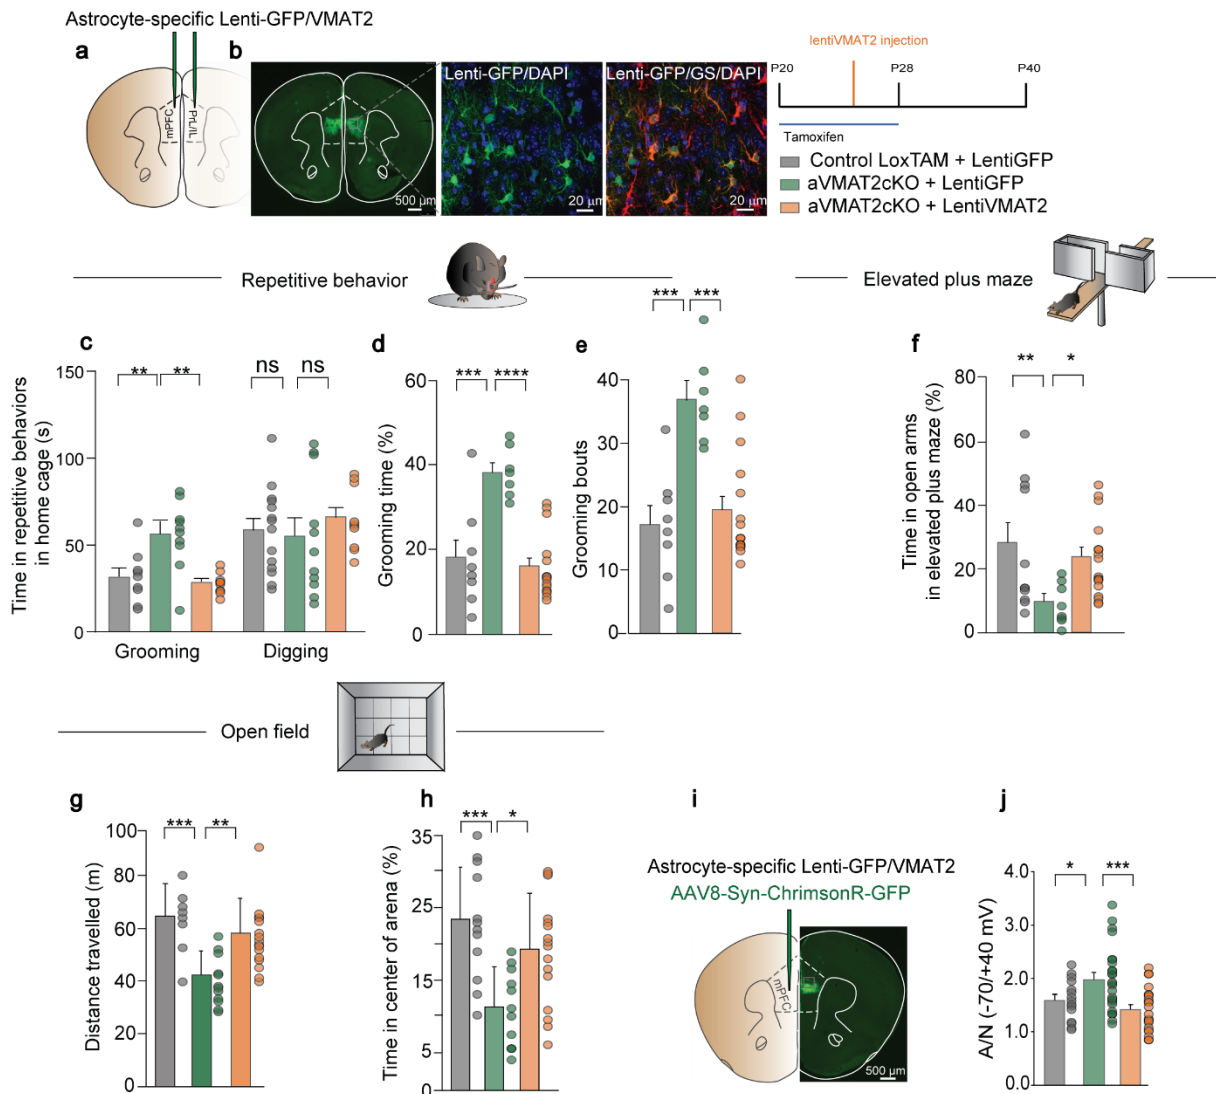 Astrocyte-specific Lenti-GFP/VMAT2
a
mPFC
PrL/IL
b
500 µm
Lenti-GFP/DAPI
20 µm
Lenti-GFP/GS/DAPI
20 µm
lentiVMAT2 injection
P20
P28
P40
Tamoxifen
Control LoxTAM + LentiGFP
aVMAT2cKO + LentiGFP
aVMAT2cKO + LentiVMAT2
Repetitive behavior
Elevated plus maze
c
Time in repetitive behaviors
in home cage (s)
150
100
50
0
**
**
ns
ns
Grooming
Digging
d
Grooming time (%)
60
40
20
0
***
****
e
Grooming bouts
40
30
20
10
0
***
***
f
Time in open arms
in elevated plus maze (%)
80
60
40
20
0
**
*
Open field
g
Distance travelled (m)
100
80
60
40
20
0
***
**
h
Time in center of arena (%)
35
25
15
5
0
***
*
i
Astrocyte-specific Lenti-GFP/VMAT2
AAV8-Syn-ChrimsonR-GFP
mPFC
500 µm
j
A/N (-70/+40 mV)
4.0
3.0
2.0
1.0
0.0
*
***